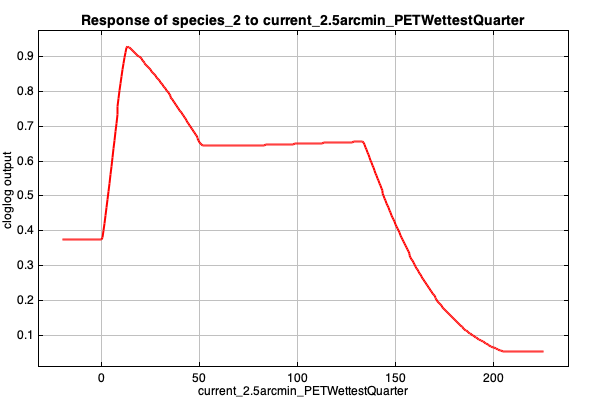 Response of species_2 to current_2.5arcmin_PETWettestQuarter
0.9
0.8
0.7
0.6
0.5
0.4
0.3
0.2
0.1
cloglog output
0 50 100 150 200
current_2.5arcmin_PETWettestQuarter